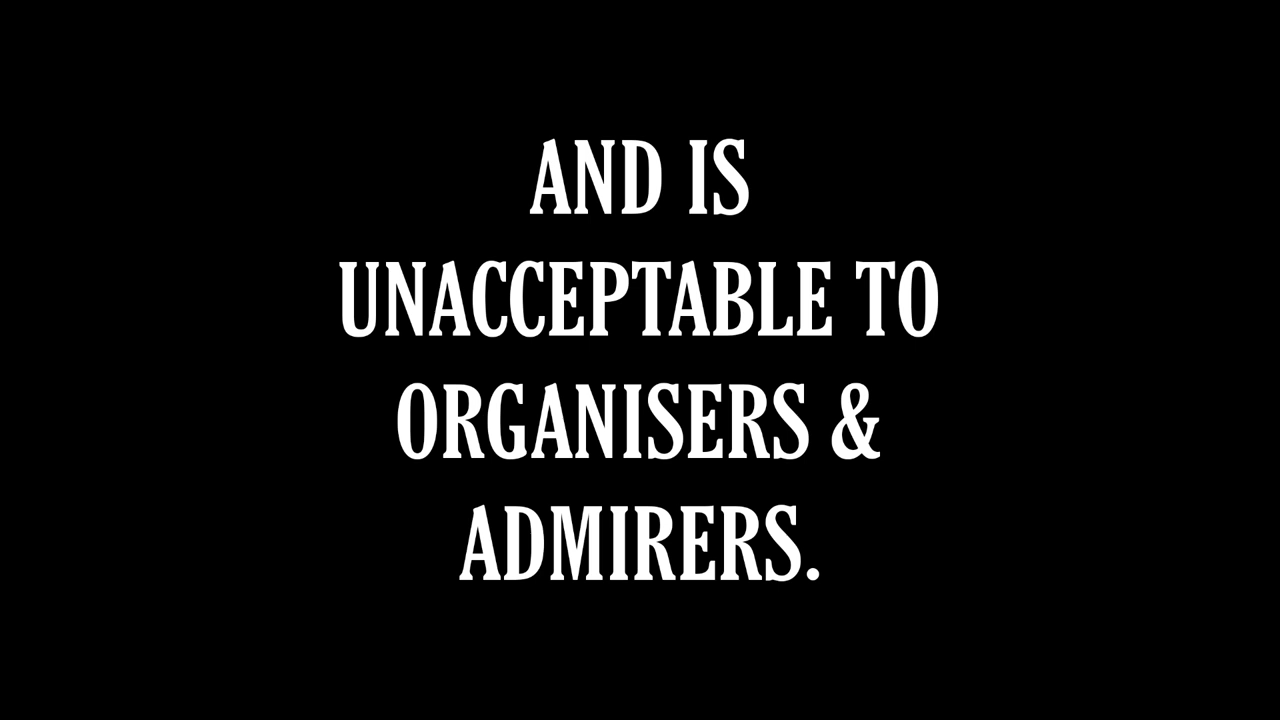 AND IS
UNACCEPTABLE TO
ORGANISERS &
ADMIRERS.